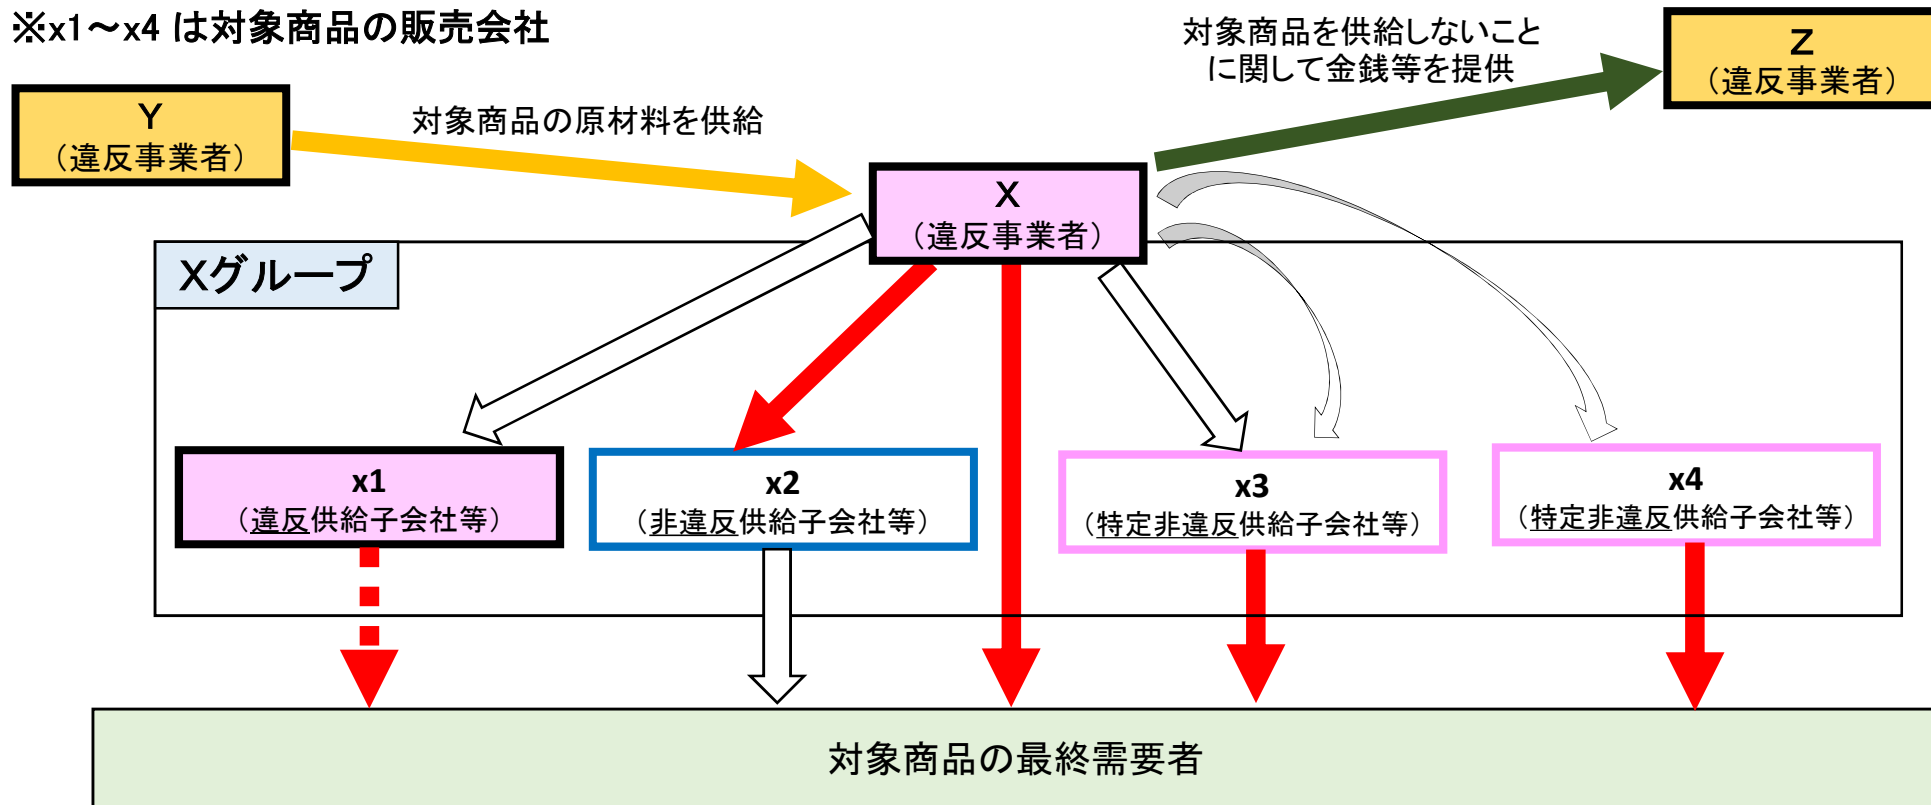 ※x1～x4 は対象商品の販売会社
対象商品を供給しないこと
に関して金銭等を提供
Z
（違反事業者）
Y
（違反事業者）
対象商品の原材料を供給
X
（違反事業者）
Xグループ
x1
（違反供給子会社等）
x2
（非違反供給子会社等）
x3
（特定非違反供給子会社等）
x4
（特定非違反供給子会社等）
対象商品の最終需要者